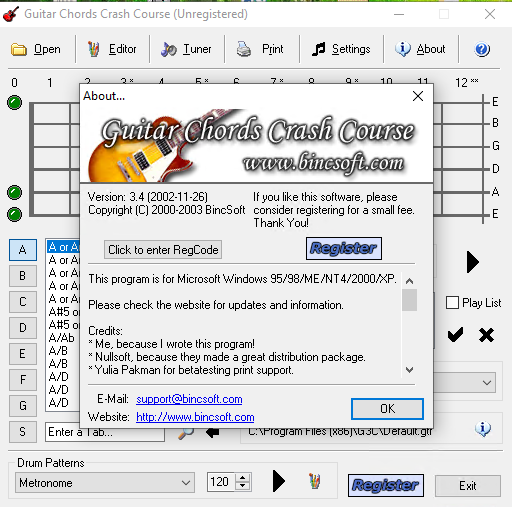 Guitar Chords Crash Course (Unregistered)
Open Editor Tuner Print Settings About
0 1 2 3* 4 5* 6 7* 8 9* 10 11 12**
About...
Guitar Chords Crash Course
www.bincsoft.com
Version: 3.4 (2002-11-26)
Copyright (C) 2000-2003 BincSoft
If you like this software, please
consider registering for a small fee.
Thank You!
Click to enter RegCode
Register
This program is for Microsoft Windows 95/98/ME/NT4/2000/XP.
Please check the website for updates and information.
Credits:
* Me, because I wrote this program!
* Nullsoft, because they made a great distribution package.
* Yulia Pakman for betatesting print support.
E-Mail: support@bincsoft.com
Website: http://www.bincsoft.com
OK
E
B
G
D
A
E
A
B
C
D
E
F
G
S
A or A
A or A
A or A
A or A
A or A
A#5 o
A#5 o
A/Ab
A/B
A/B
A/D
A/D
Play List
Enter a Tab...
C:\Program Files (x86)\G3C\Default.gtr
Drum Patterns
Metronome
120
Register
Exit